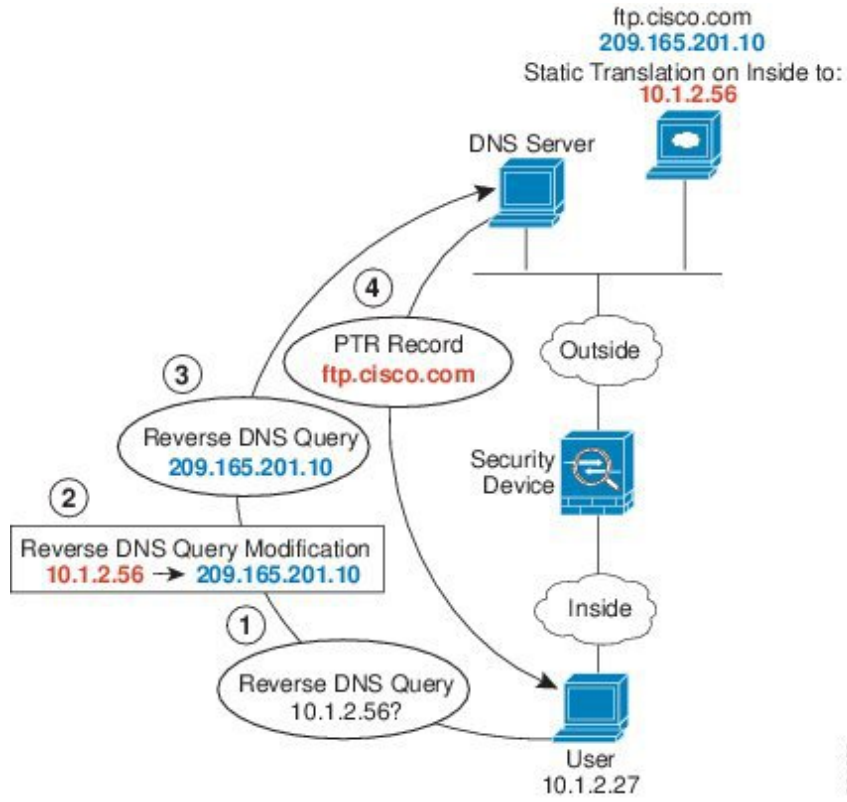 ftp.cisco.com
209.165.201.10
Static Translation on Inside to:
10.1.2.56
DNS Server
4
PTR Record
ftp.cisco.com
Outside
3
Reverse DNS Query
209.165.201.10
Security
Device
2
Reverse DNS Query Modification
10.1.2.56 → 209.165.201.10
Inside
1
Reverse DNS Query
10.1.2.56?
User
10.1.2.27